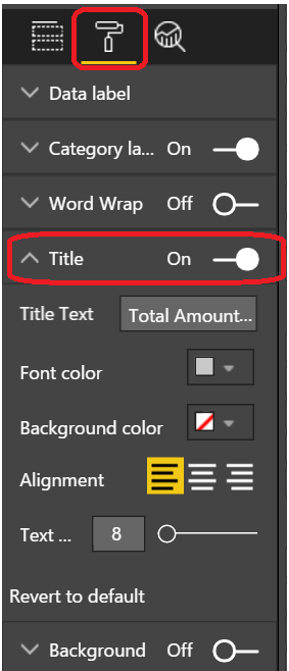 Data label
Category la... On
Word Wrap Off
Title On
Title Text Total Amount...
Font color
Background color
Alignment
Text ... 8
Revert to default
Background Off